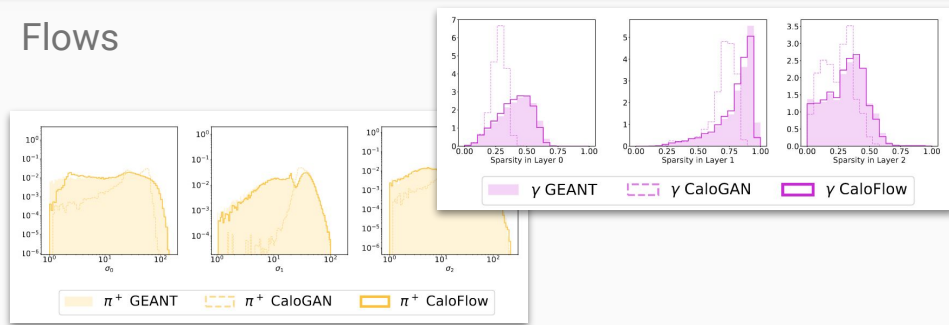 Flows
7
6
5
4
3
2
1
0
0.00 0.25 0.50 0.75 1.00
Sparsity in Layer 0
5
4
3
2
1
0
0.00 0.25 0.50 0.75 1.00
Sparsity in Layer 1
3.5
3.0
2.5
2.0
1.5
1.0
0.5
0.0
0.00 0.25 0.50 0.75 1.00
Sparsity in Layer 2
γ GEANT γ CaloGAN γ CaloFlow
10⁰
10⁻¹
10⁻²
10⁻³
10⁻⁴
10⁻⁵
10⁻⁶
10⁰ 10¹ 10²
σ₀
10⁰
10⁻²
10⁻⁴
10⁰ 10¹ 10²
σ₁
10⁰
10⁻¹
10⁻²
10⁻³
10⁻⁴
10⁻⁵
10⁻⁶
10⁰ 10¹ 10²
σ₂
π⁺ GEANT π⁺ CaloGAN π⁺ CaloFlow